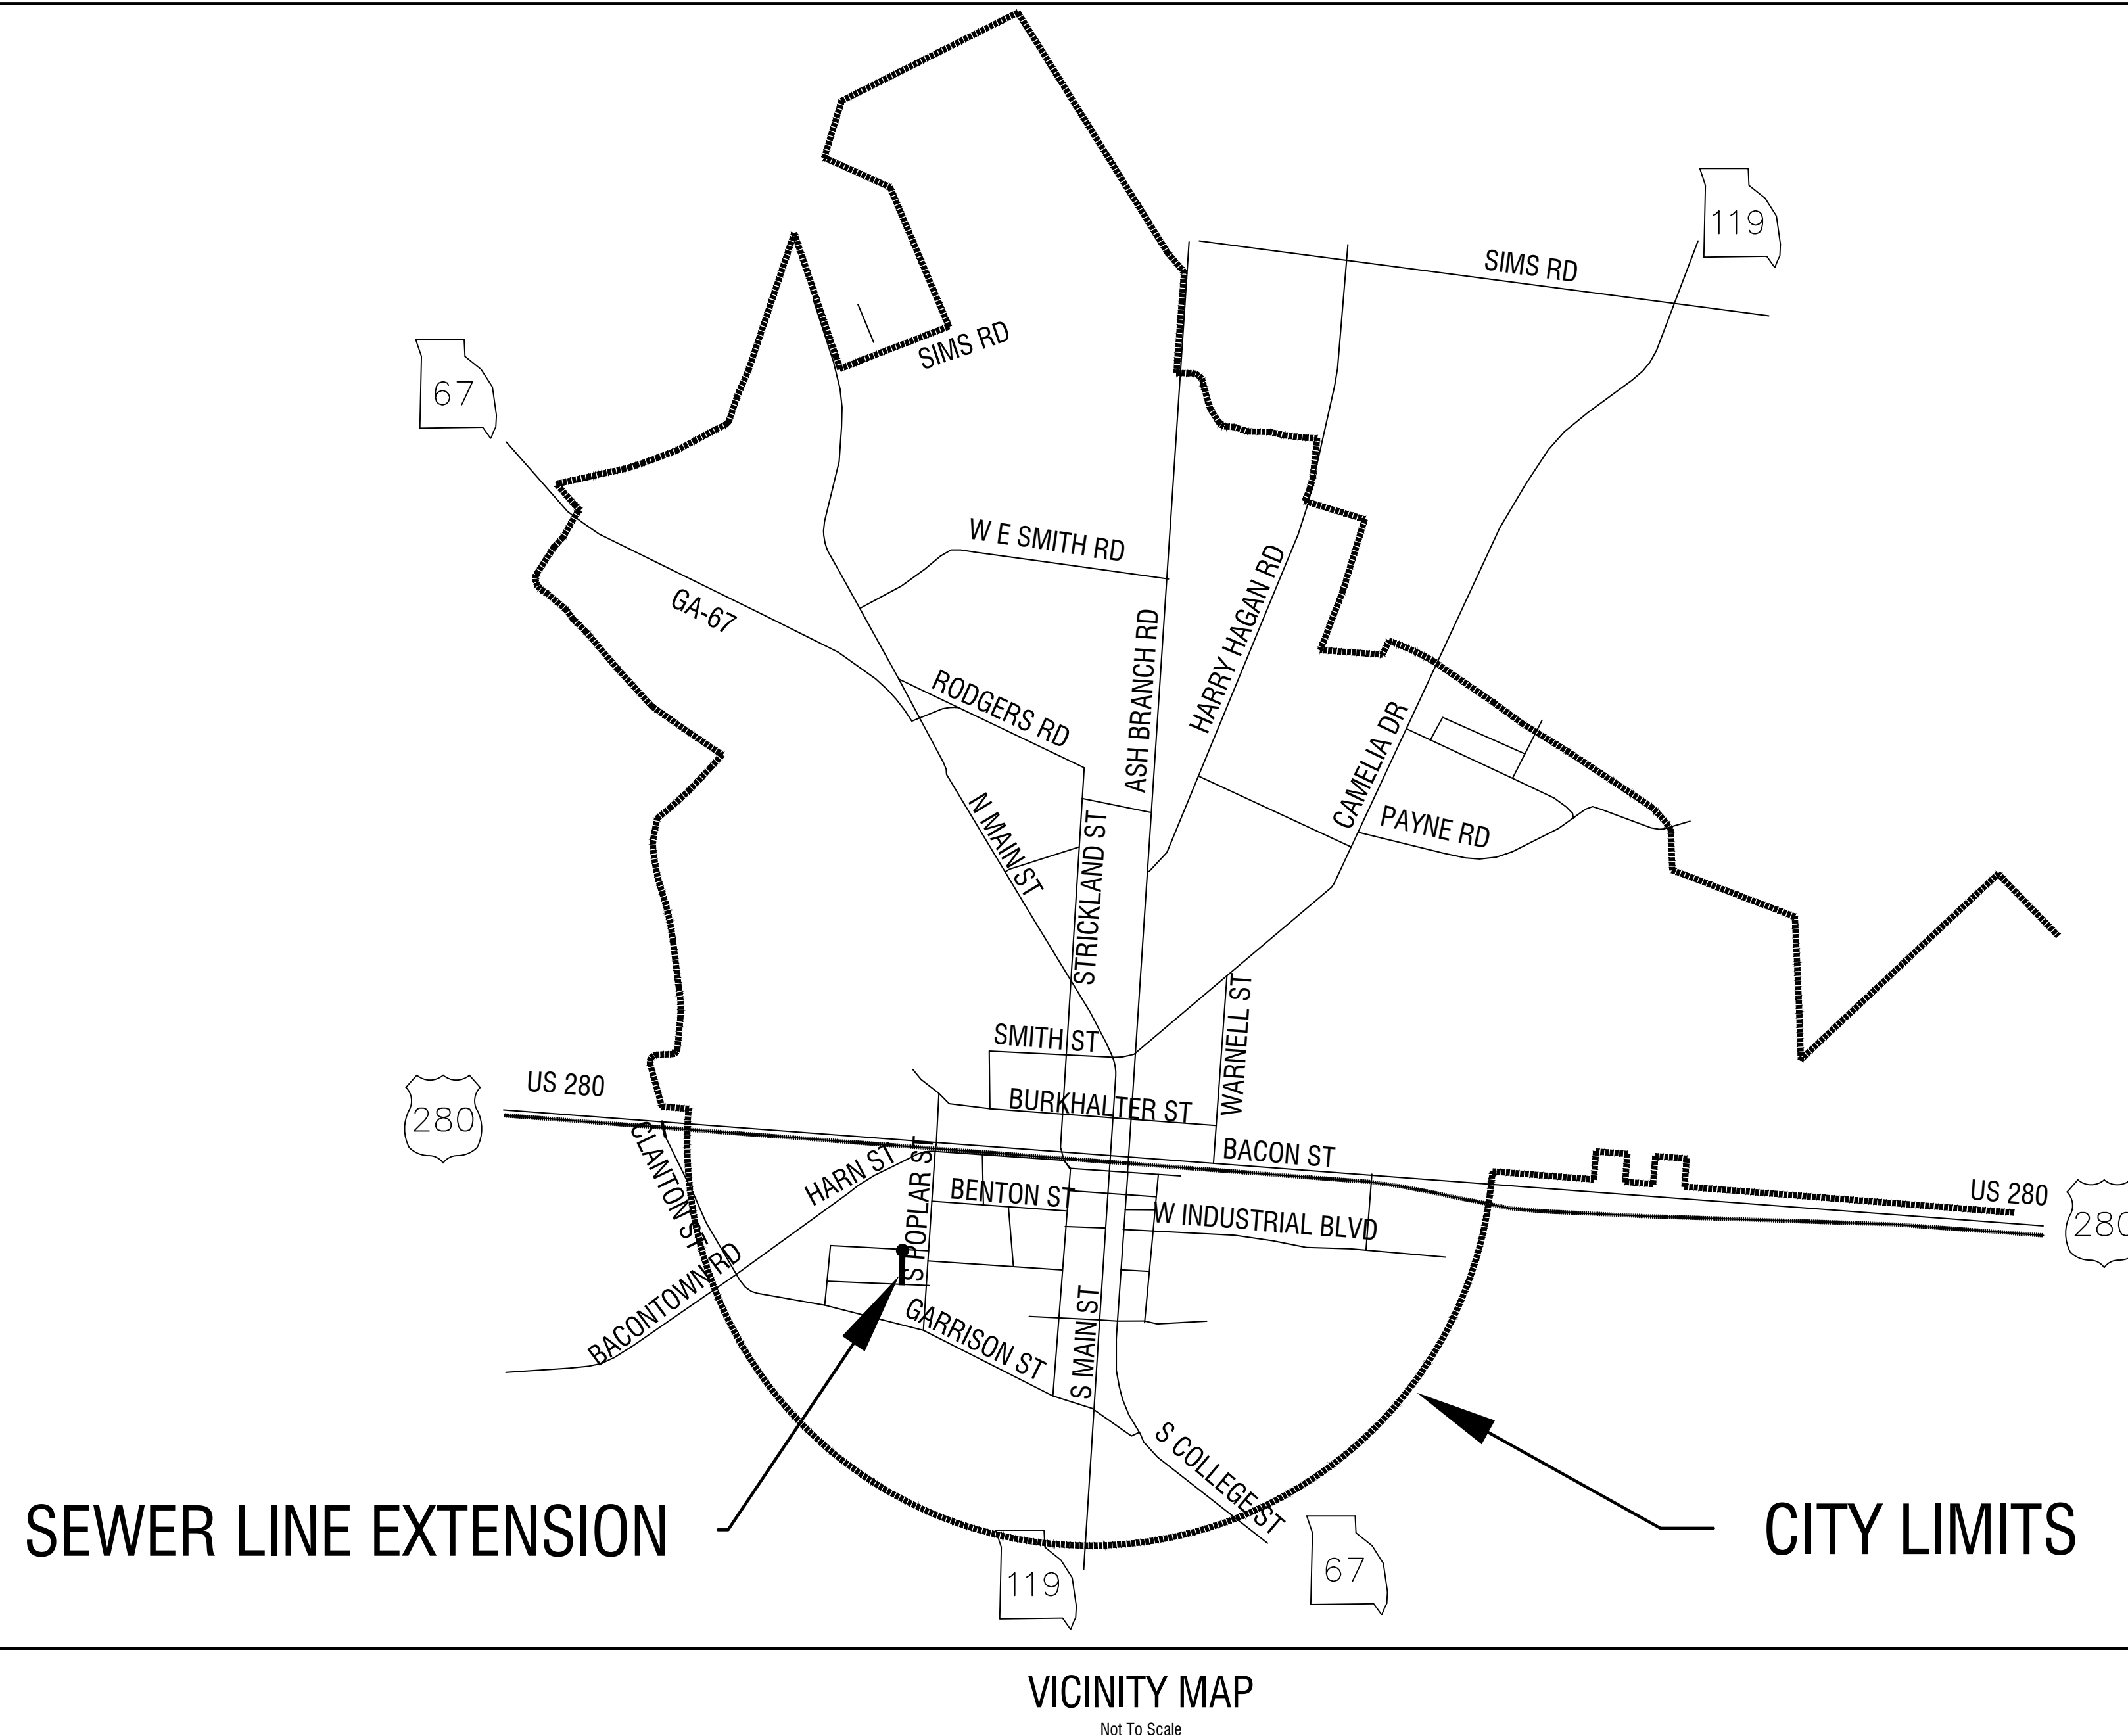 119
SIMS RD
SIMS RD
67
W E SMITH RD
GA-67
HARRY HAGAN RD
ASH BRANCH RD
RODGERS RD
CAMELIA DR
N MAIN ST
STRICKLAND ST
PAYNE RD
WARNELL ST
SMITH ST
US 280
280
BURKHALTER ST
CLANTON ST
HARN ST
S POPLAR ST
BACON ST
BENTON ST
US 280
280
W INDUSTRIAL BLVD
BACONTOWN RD
GARRISON ST
S MAIN ST
S COLLEGE ST
SEWER LINE EXTENSION
CITY LIMITS
119
67
VICINITY MAP
Not To Scale